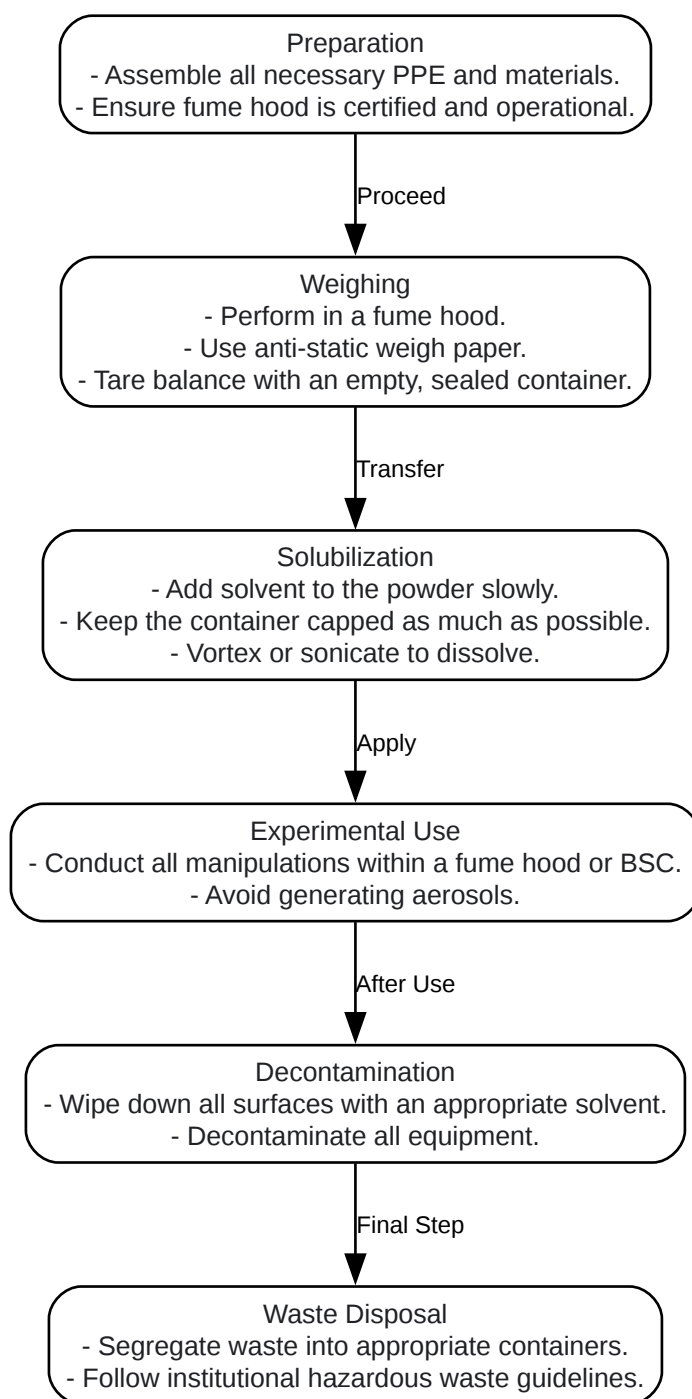 Preparation
- Assemble all necessary PPE and materials.
- Ensure fume hood is certified and operational.
Proceed
Weighing
- Perform in a fume hood.
- Use anti-static weigh paper.
- Tare balance with an empty, sealed container.
Transfer
Solubilization
- Add solvent to the powder slowly.
- Keep the container capped as much as possible.
- Vortex or sonicate to dissolve.
Apply
Experimental Use
- Conduct all manipulations within a fume hood or BSC.
- Avoid generating aerosols.
After Use
Decontamination
- Wipe down all surfaces with an appropriate solvent.
- Decontaminate all equipment.
Final Step
Waste Disposal
- Segregate waste into appropriate containers.
- Follow institutional hazardous waste guidelines.